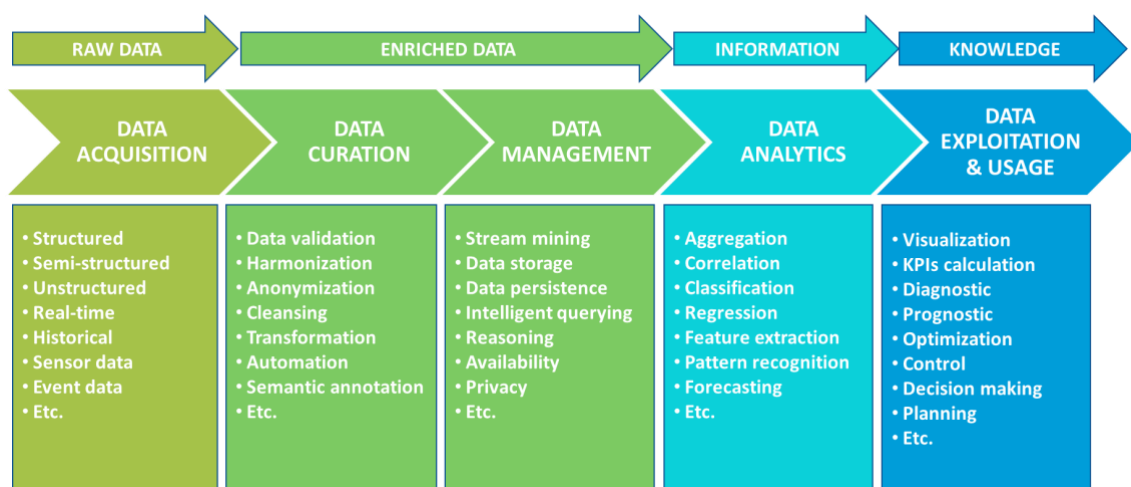 RAW DATA
ENRICHED DATA
INFORMATION
KNOWLEDGE
DATA
ACQUISITION
DATA
CURATION
DATA
MANAGEMENT
DATA
ANALYTICS
DATA
EXPLOITATION
& USAGE
• Structured
• Semi-structured
• Unstructured
• Real-time
• Historical
• Sensor data
• Event data
• Etc.
• Data validation
• Harmonization
• Anonymization
• Cleansing
• Transformation
• Automation
• Semantic annotation
• Etc.
• Stream mining
• Data storage
• Data persistence
• Intelligent querying
• Reasoning
• Availability
• Privacy
• Etc.
• Aggregation
• Correlation
• Classification
• Regression
• Feature extraction
• Pattern recognition
• Forecasting
• Etc.
• Visualization
• KPIs calculation
• Diagnostic
• Prognostic
• Optimization
• Control
• Decision making
• Planning
• Etc.